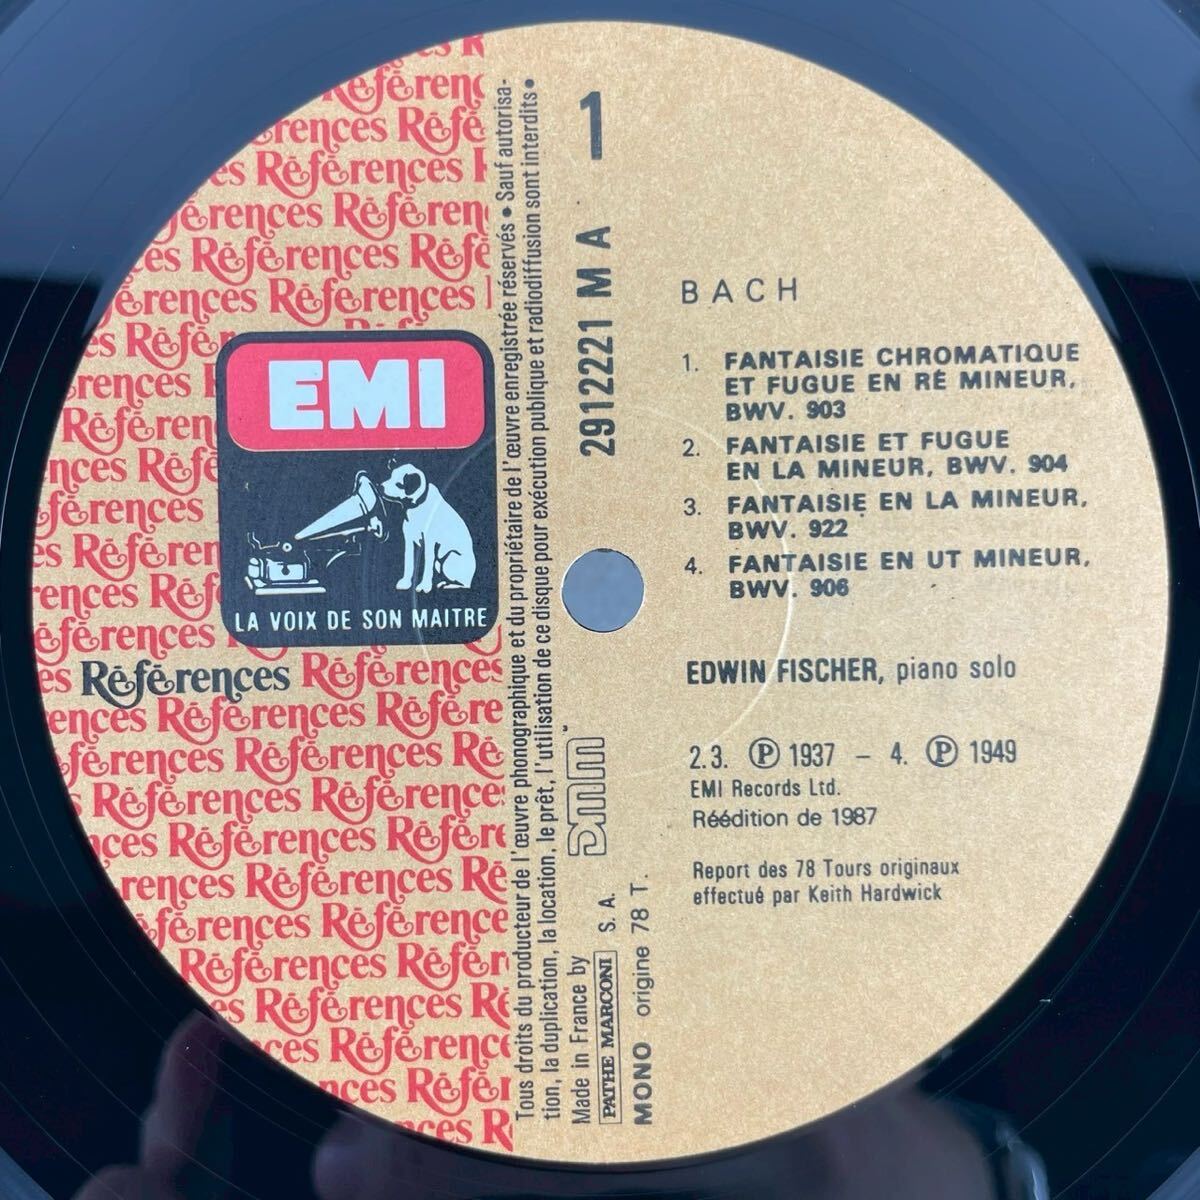 EMI
LA VOIX DE SON MAITRE
Références
Tous droits du producteur de l'œuvre phonographique et du propriétaire de l'œuvre enregistrée réservés • Sauf autorisa-
tion, la duplication, la location, le prêt, l'utilisation de ce disque pour exécution publique et radiodiffusion sont interdits •
Made in France by PATHE MARCONI S. A.
DMM
2912221 M A
1
MONO origine 78 T.
BACH
1. FANTAISIE CHROMATIQUE
ET FUGUE EN RÉ MINEUR,
BWV. 903
2. FANTAISIE ET FUGUE
EN LA MINEUR, BWV. 904
3. FANTAISIE EN LA MINEUR,
BWV. 922
4. FANTAISIE EN UT MINEUR,
BWV. 906
EDWIN FISCHER, piano solo
2.3. Ⓟ 1937 - 4. Ⓟ 1949
EMI Records Ltd.
Réédition de 1987
Report des 78 Tours originaux
effectué par Keith Hardwick